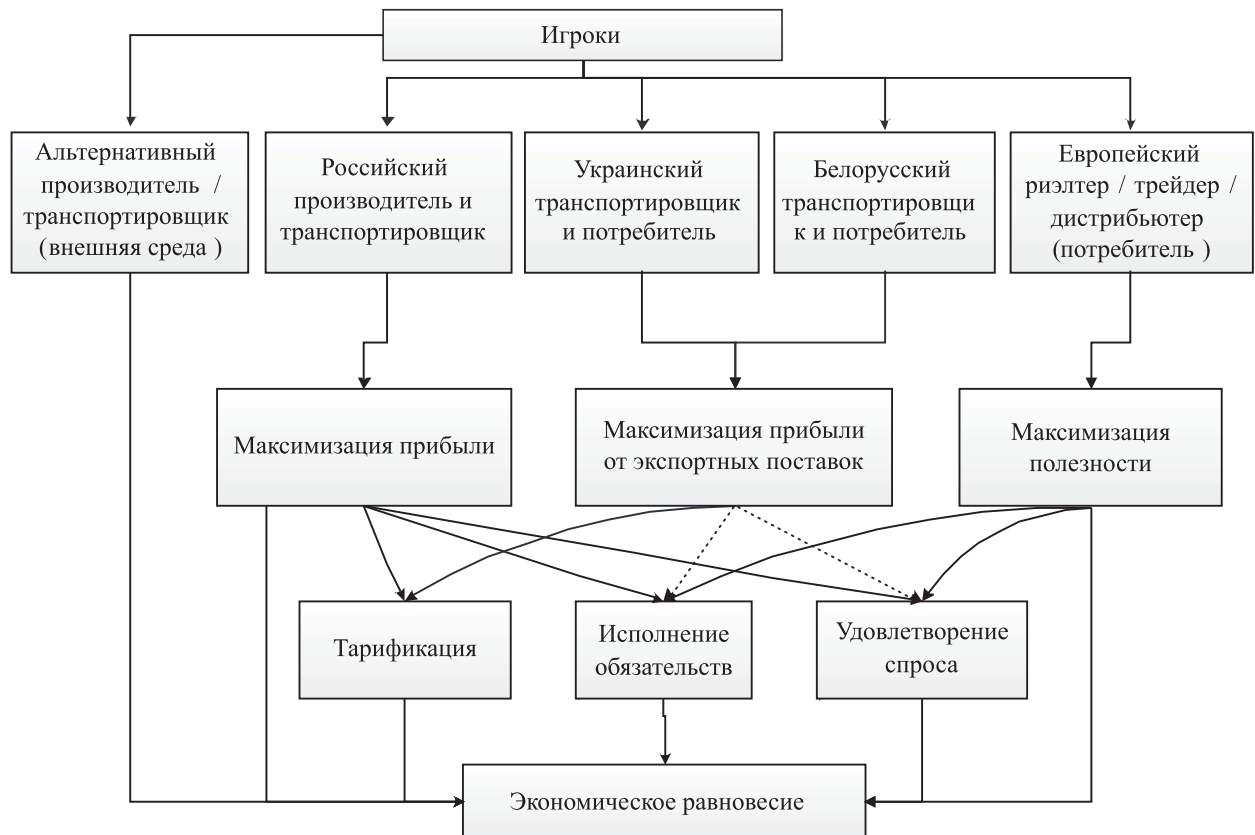 Игроки
Альтернативный
производитель /
транспортировщик
(внешняя среда )
Российский
производитель и
транспортировщик
Украинский
транспортировщик
и потребитель
Белорусский
транспортировщи
к и потребитель
Европейский
риэлтер / трейдер /
дистрибьютер
(потребитель )
Максимизация прибыли
Максимизация прибыли
от экспортных поставок
Максимизация
полезности
Тарификация
Исполнение
обязательств
Удовлетворение
спроса
Экономическое равновесие